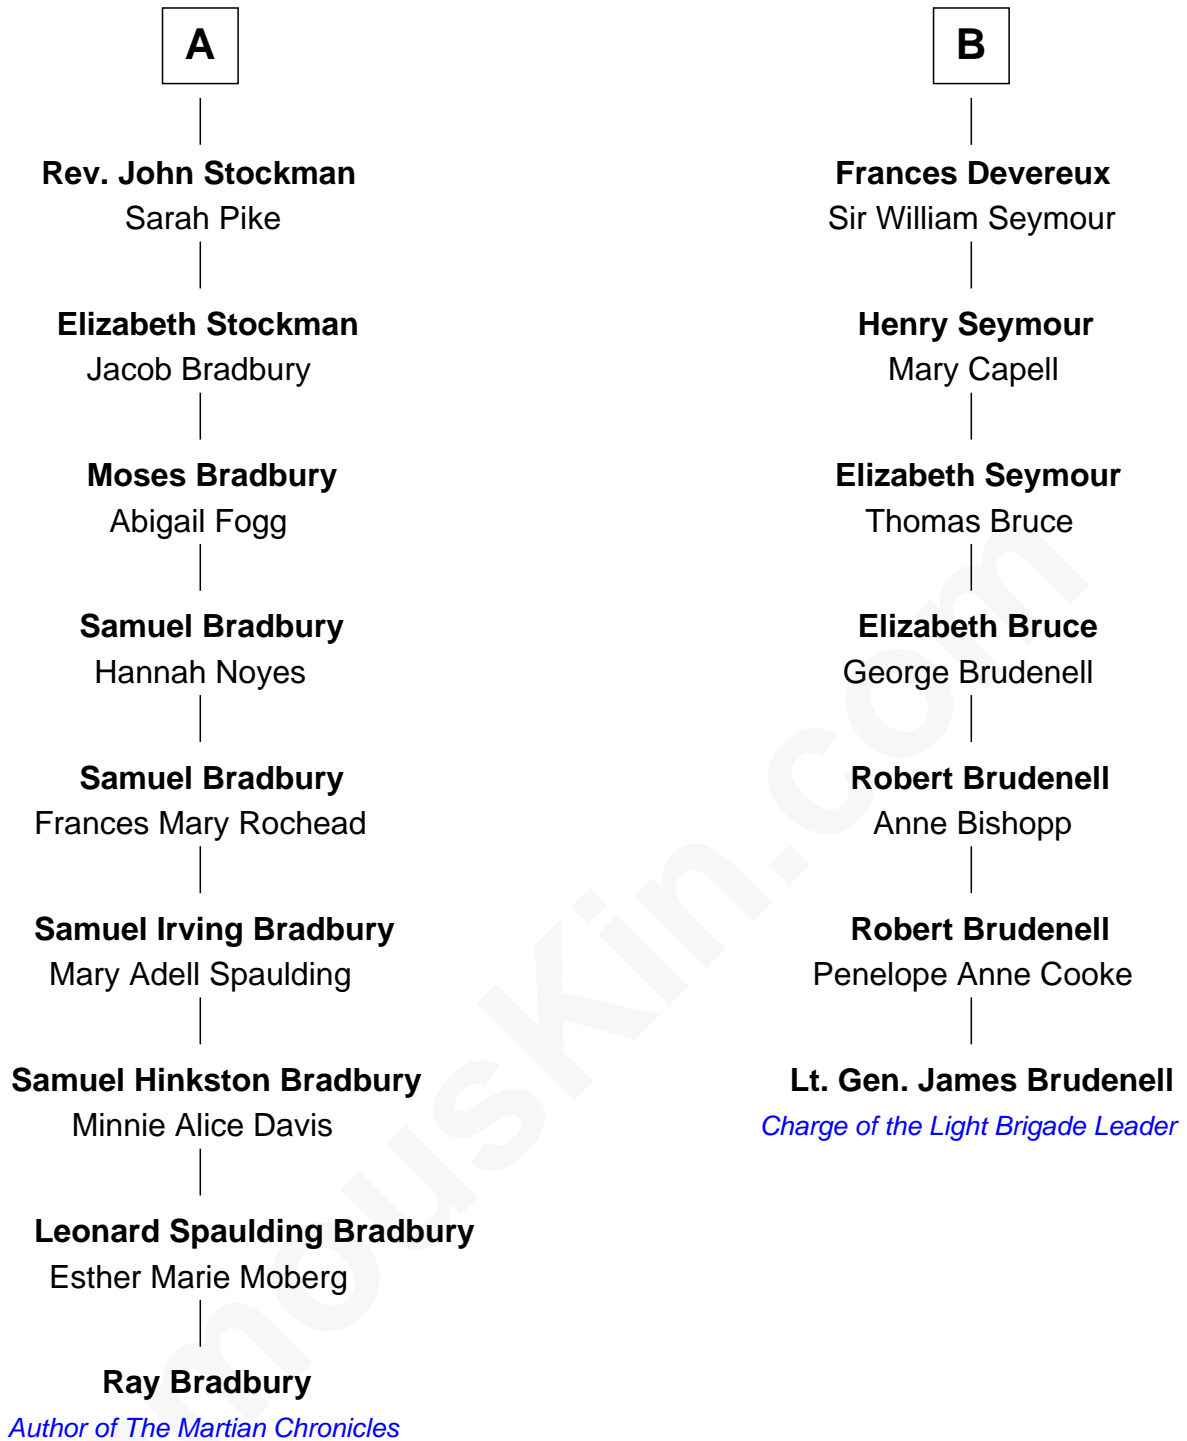 A
Rev. John Stockman
Sarah Pike
Elizabeth Stockman
Jacob Bradbury
Moses Bradbury
Abigail Fogg
Samuel Bradbury
Hannah Noyes
Samuel Bradbury
Frances Mary Rochead
Samuel Irving Bradbury
Mary Adell Spaulding
Samuel Hinkston Bradbury
Minnie Alice Davis
Leonard Spaulding Bradbury
Esther Marie Moberg
Ray Bradbury
Author of The Martian Chronicles
B
Frances Devereux
Sir William Seymour
Henry Seymour
Mary Capell
Elizabeth Seymour
Thomas Bruce
Elizabeth Bruce
George Brudenell
Robert Brudenell
Anne Bishopp
Robert Brudenell
Penelope Anne Cooke
Lt. Gen. James Brudenell
Charge of the Light Brigade Leader
mousKin.com